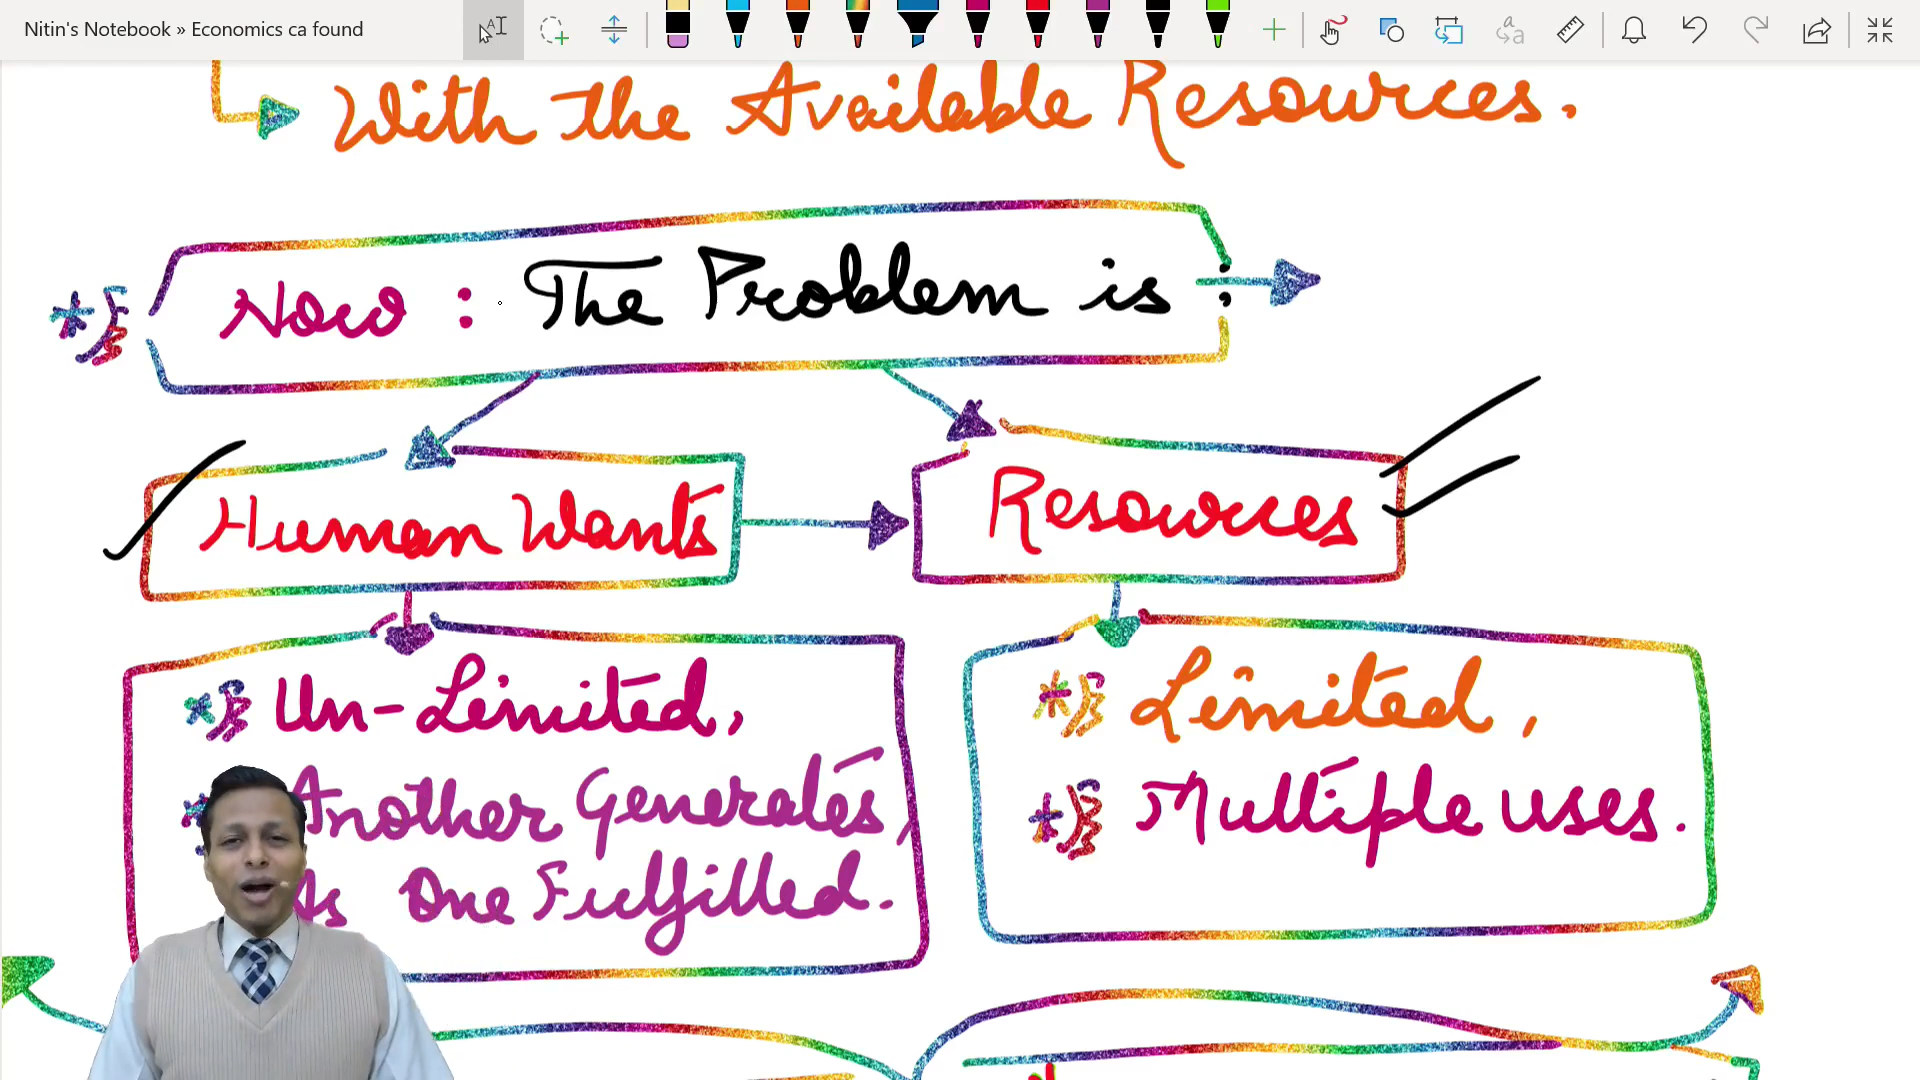 Nitin's Notebook » Economics ca found
With the Available Resources.
Now : The Problem is :
Human Wants
Resources
Un-Limited,
Another Generates,
As One Fulfilled.
Limited,
Multiple uses.